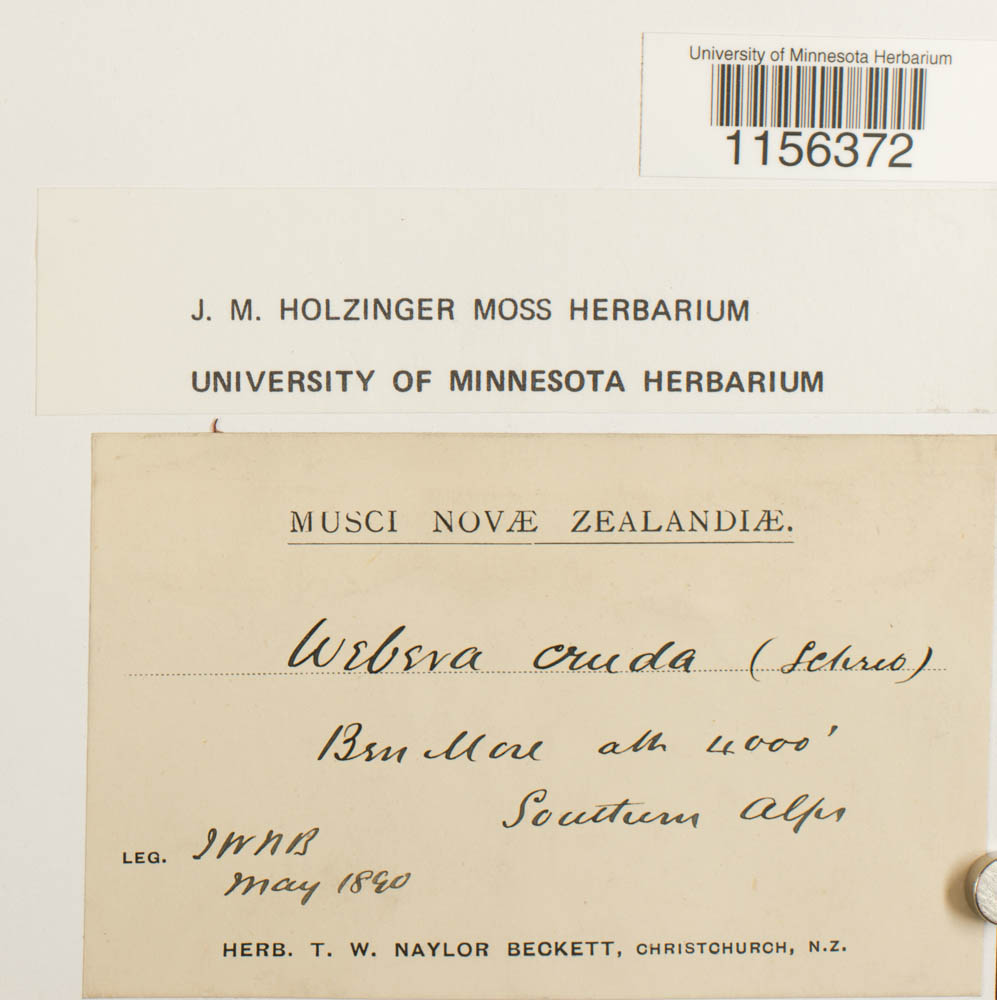 University of Minnesota Herbarium
1156372
J. M. HOLZINGER MOSS HERBARIUM
UNIVERSITY OF MINNESOTA HERBARIUM
MUSCI NOVÆ ZEALANDIÆ.
Webera cruda (Schreb)
Ben More alt 4000'
Southern Alps
LEG. TWNB
May 1890
HERB. T. W. NAYLOR BECKETT, CHRISTCHURCH, N.Z.